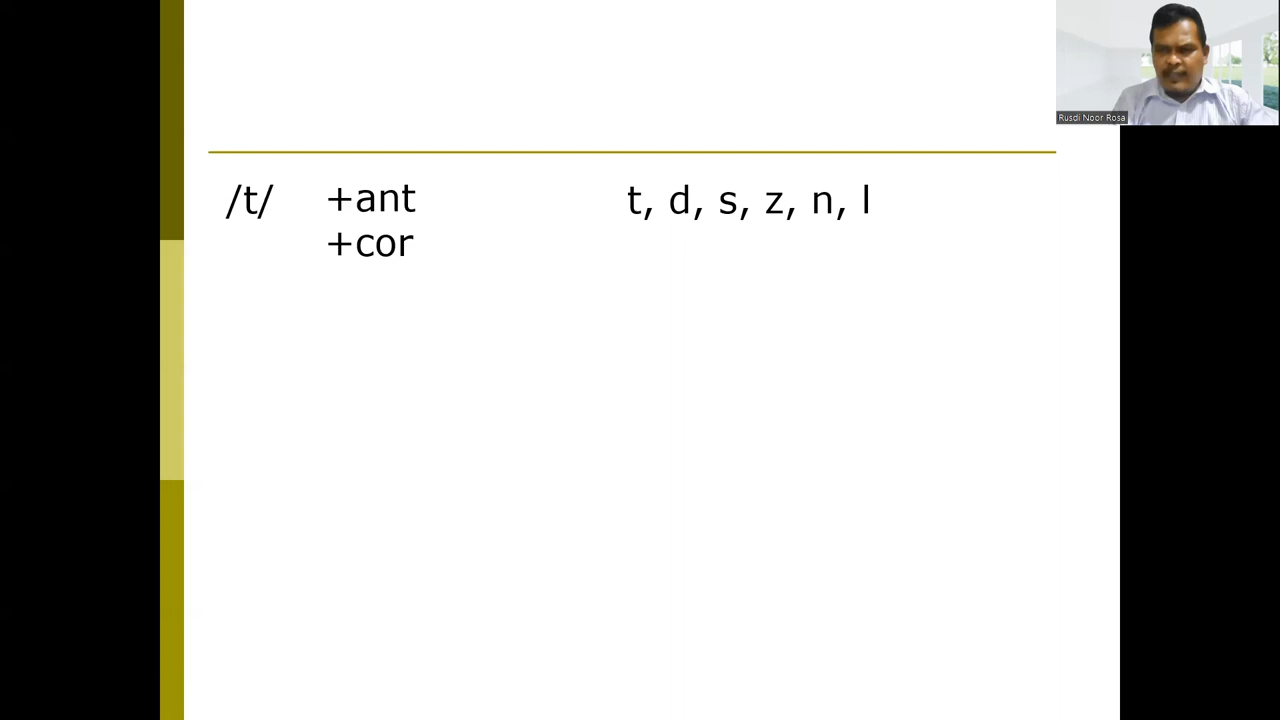 Rusdi Noor Rosa
/t/ +ant t, d, s, z, n, l
+cor